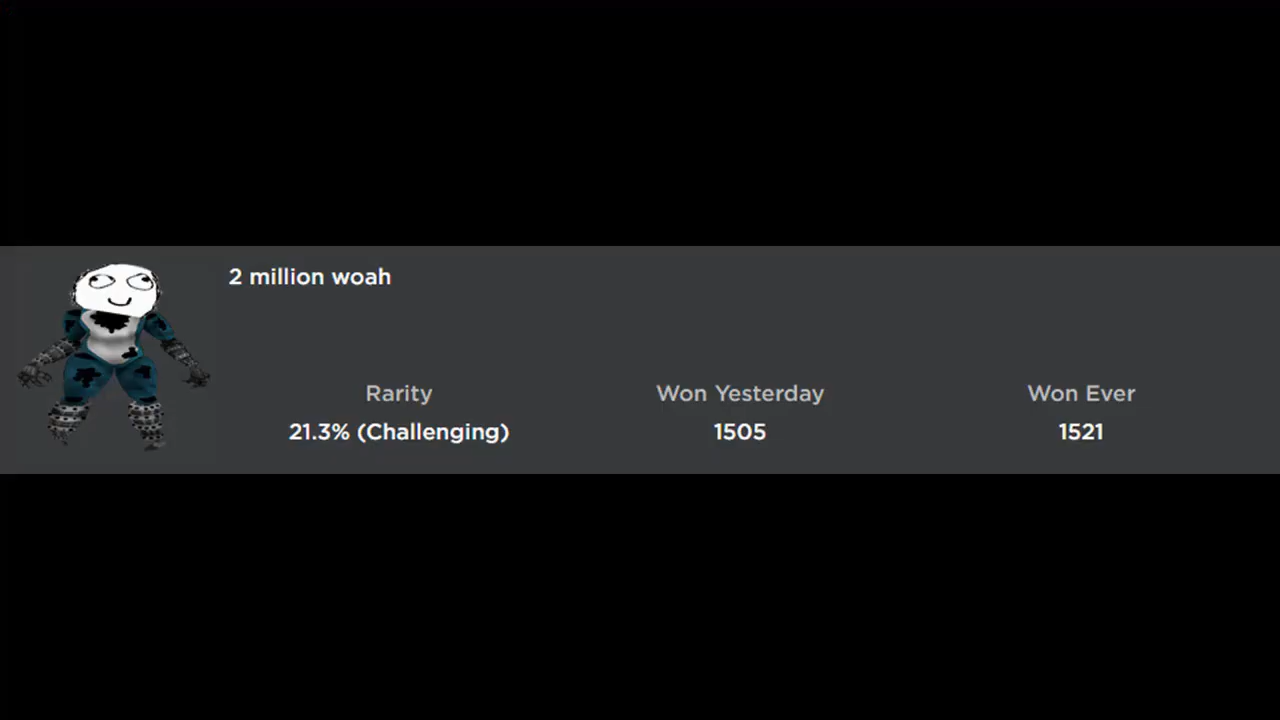 2 million woah
Rarity
Won Yesterday
Won Ever
21.3% (Challenging)
1505
1521